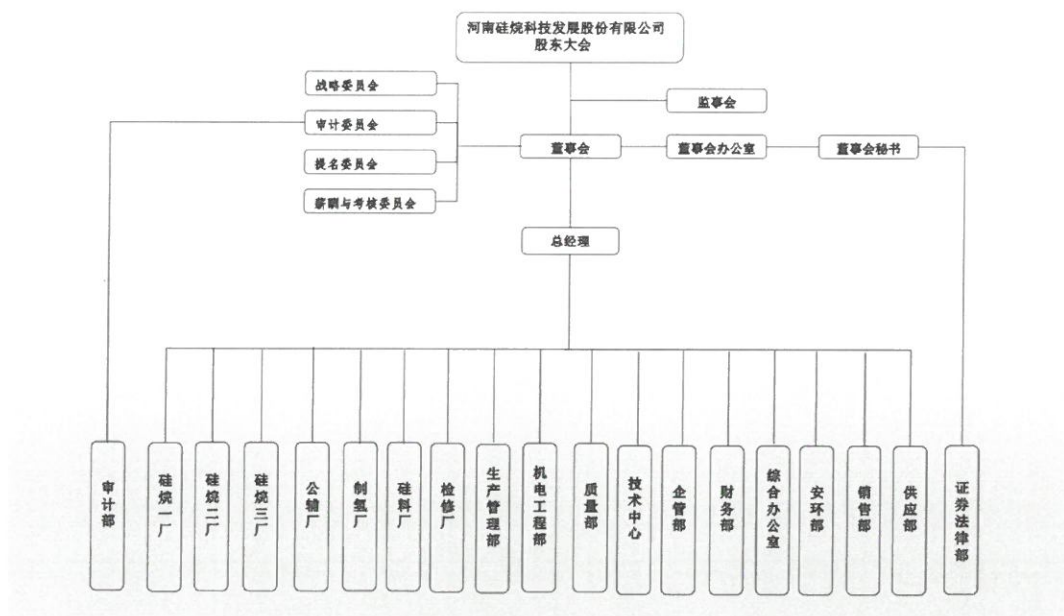 河南硅烷科技发展股份有限公司
股东大会
战略委员会
监事会
审计委员会
董事会
董事会办公室
董事会秘书
提名委员会
薪酬与考核委员会
总经理
审计部
硅烷一厂
硅烷二厂
硅烷三厂
公辅厂
制氢厂
硅料厂
检修厂
生产管理部
机电工程部
质量部
技术中心
企管部
财务部
综合办公室
安环部
销售部
供应部
证券法律部